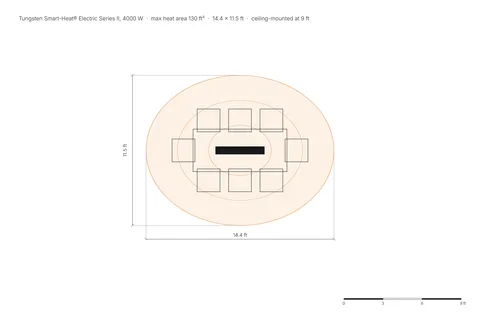 Tungsten Smart-Heat® Electric Series II, 4000 W · max heat area 130 ft² · 14.4 × 11.5 ft · ceiling-mounted at 9 ft
11.5 ft
14.4 ft
0 3 6 9 ft